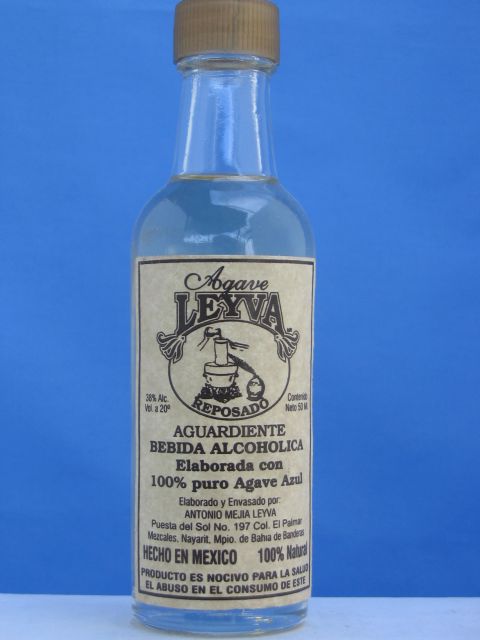 Agave
LEYVA
REPOSADO
38% Alc.
Vol. a 20º
Contenido
Neto 50 Ml.
AGUARDIENTE
BEBIDA ALCOHOLICA
Elaborada con
100% puro Agave Azul
Elaborado y Envasado por:
ANTONIO MEJIA LEYVA
Puesta del Sol No. 197 Col. El Palmar
Mezcales, Nayarit, Mpio. de Bahia de Banderas
HECHO EN MEXICO 100% Natural
PRODUCTO ES NOCIVO PARA LA SALUD
EL ABUSO EN EL CONSUMO DE ESTE